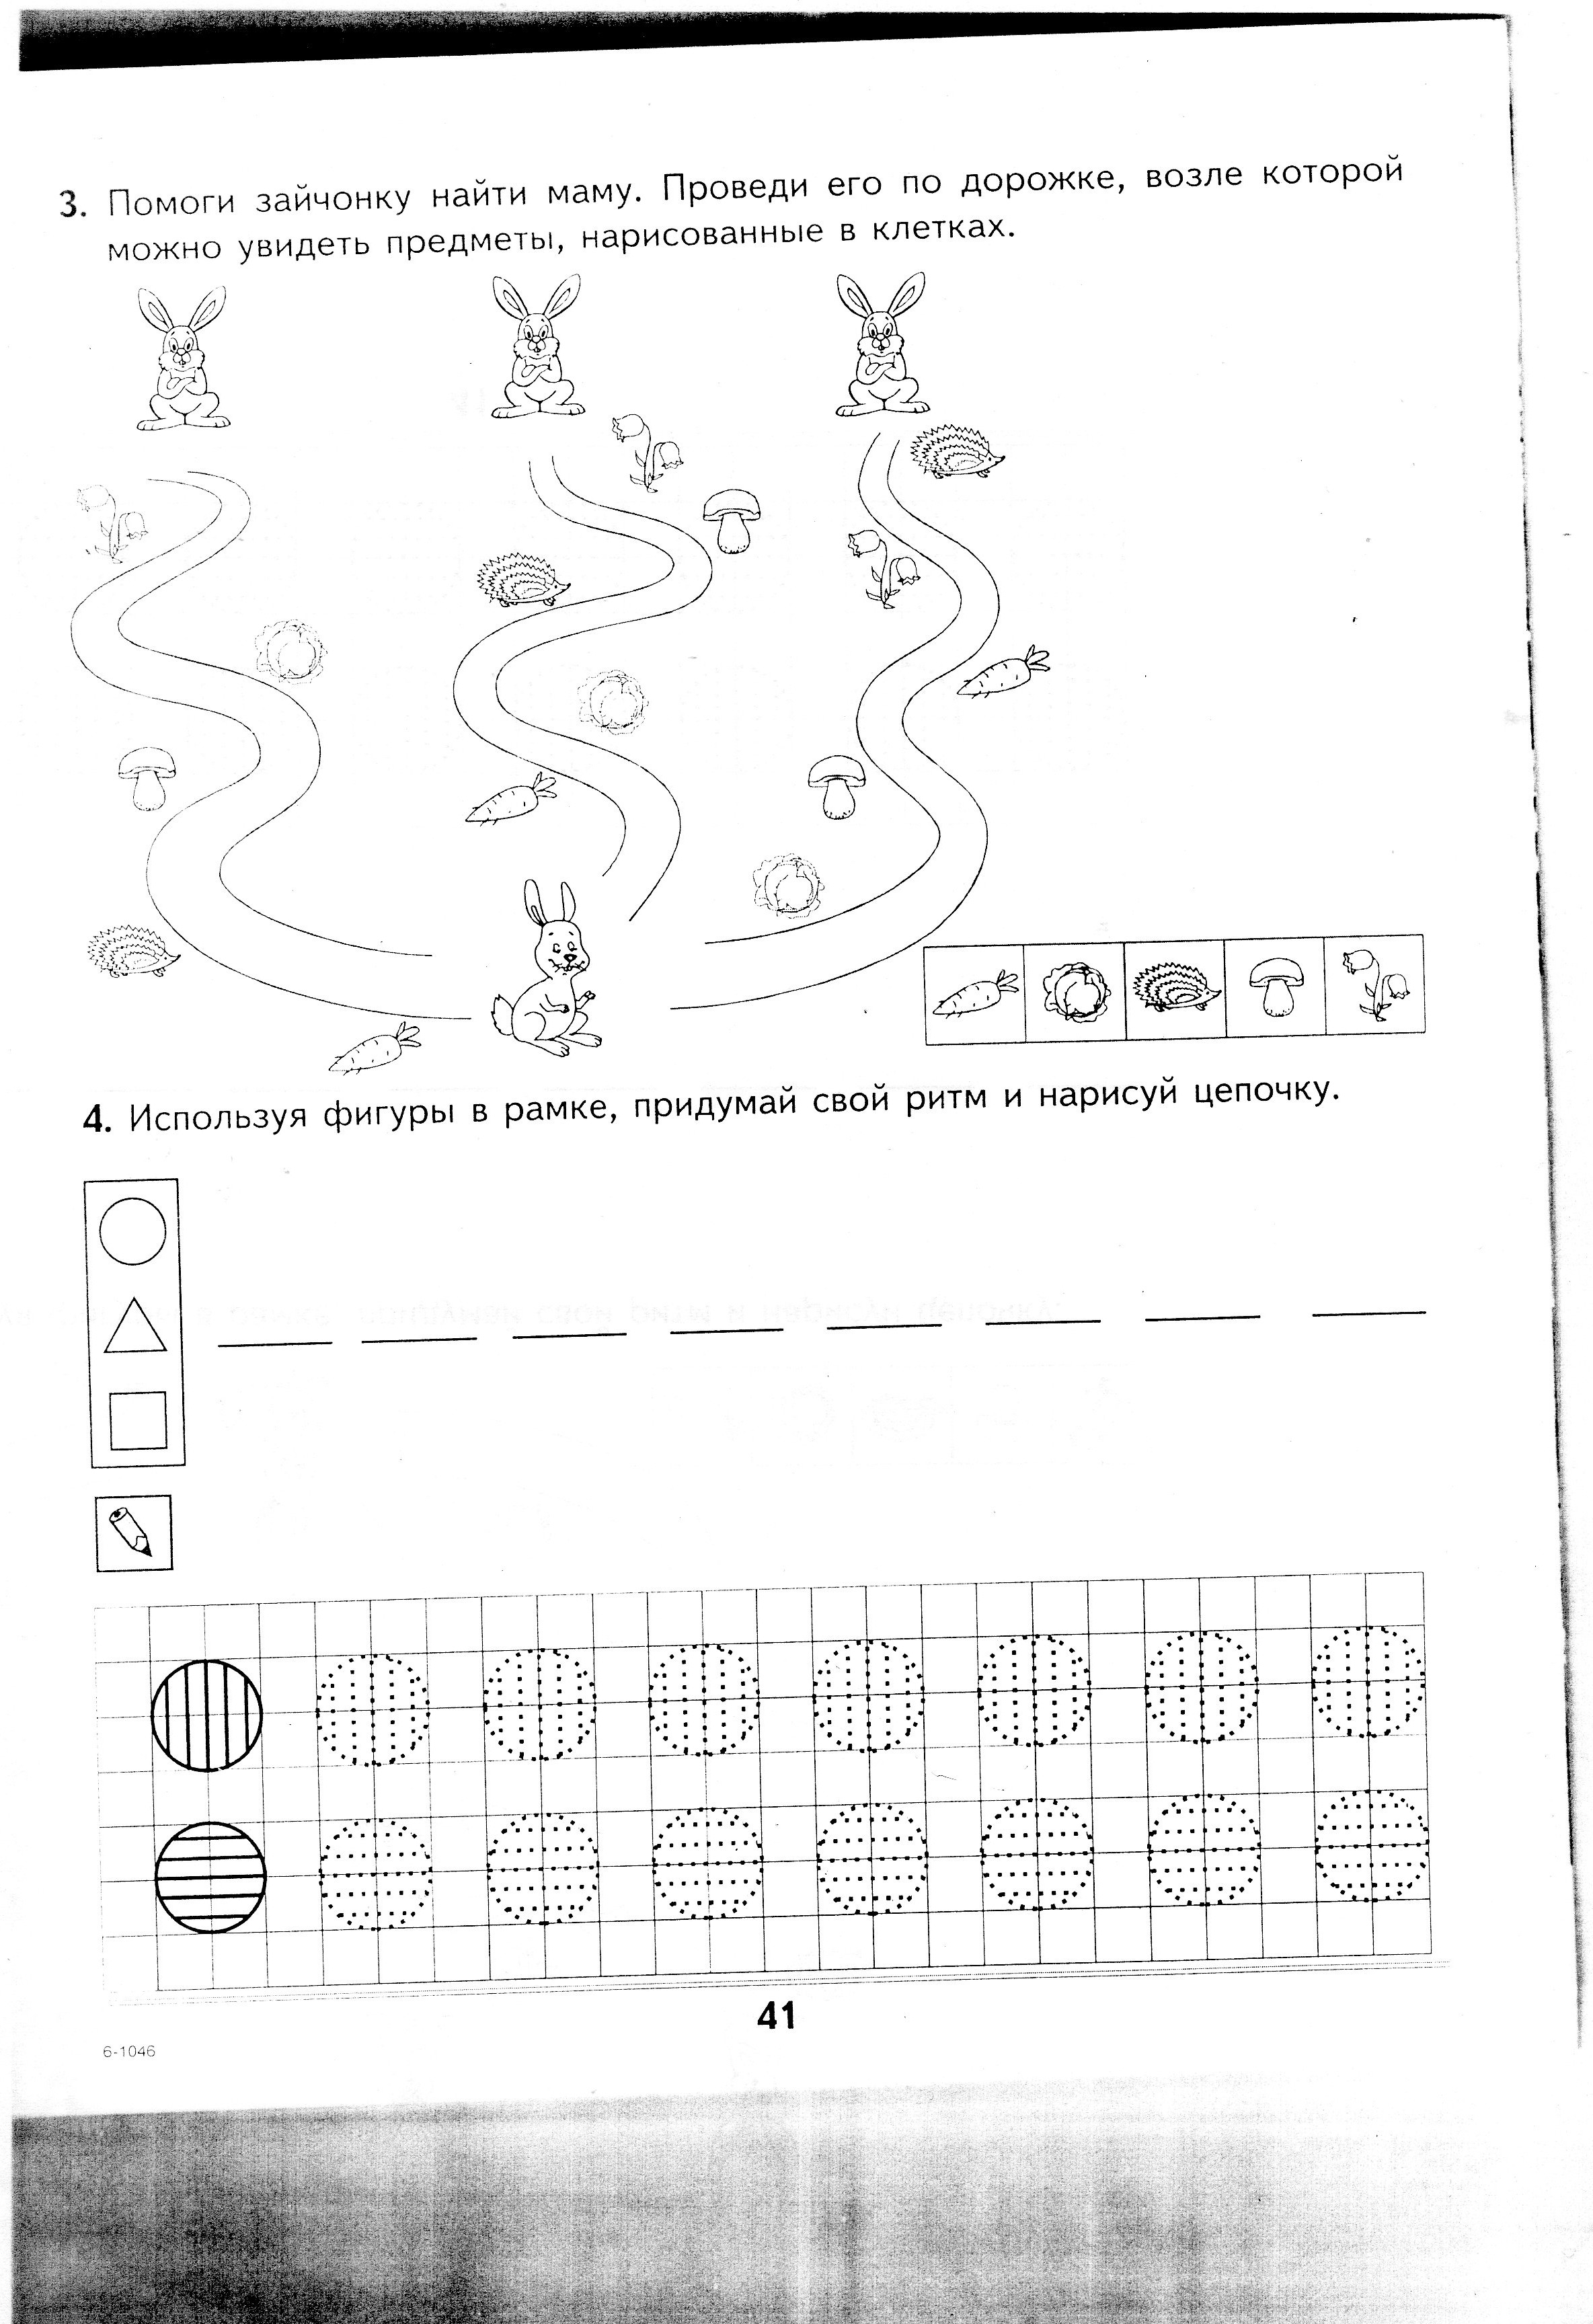 3. Помоги зайчонку найти маму. Проведи его по дорожке, возле которой
можно увидеть предметы, нарисованные в клетках.
4. Используя фигуры в рамке, придумай свой ритм и нарисуй цепочку.
41
6-1046